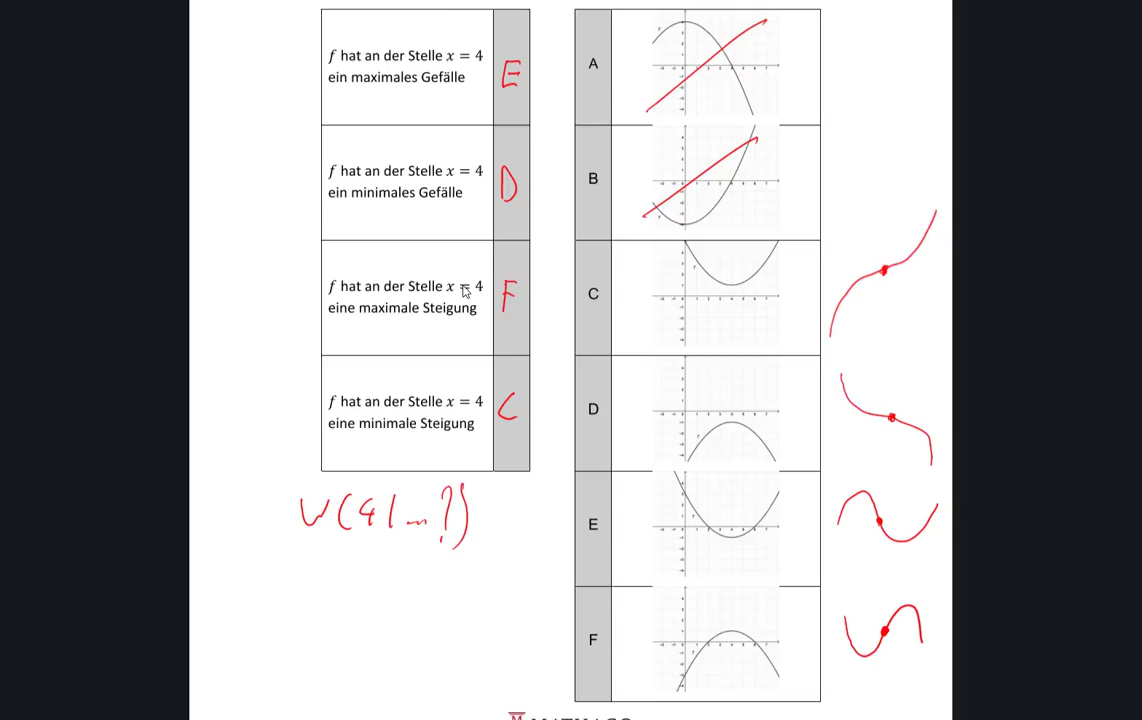 f hat an der Stelle x = 4
ein maximales Gefälle
E
f hat an der Stelle x = 4
ein minimales Gefälle
D
f hat an der Stelle x = 4
eine maximale Steigung
F
f hat an der Stelle x = 4
eine minimale Steigung
C
W(4|...?)
A
B
C
D
E
F
MATHAGO